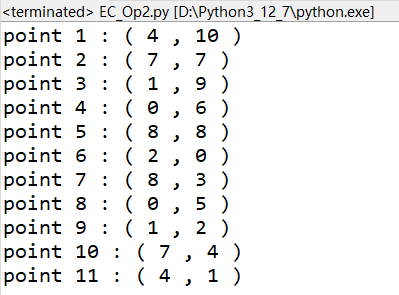 <terminated> EC_Op2.py [D:\Python3_12_7\python.exe]
point 1 : ( 4 , 10 )
point 2 : ( 7 , 7 )
point 3 : ( 1 , 9 )
point 4 : ( 0 , 6 )
point 5 : ( 8 , 8 )
point 6 : ( 2 , 0 )
point 7 : ( 8 , 3 )
point 8 : ( 0 , 5 )
point 9 : ( 1 , 2 )
point 10 : ( 7 , 4 )
point 11 : ( 4 , 1 )